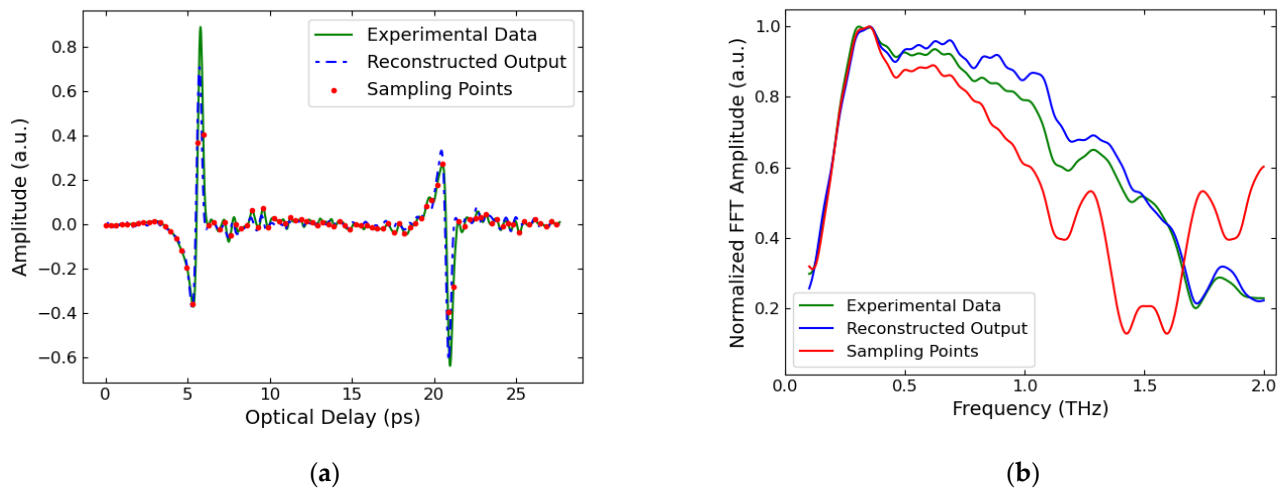 Amplitude (a.u.)
0.8
0.6
0.4
0.2
0.0
−0.2
−0.4
−0.6
Experimental Data
Reconstructed Output
Sampling Points
0
5
10
15
20
25
Optical Delay (ps)
(a)
Normalized FFT Amplitude (a.u.)
1.0
0.8
0.6
0.4
0.2
Experimental Data
Reconstructed Output
Sampling Points
0.0
0.5
1.0
1.5
2.0
Frequency (THz)
(b)